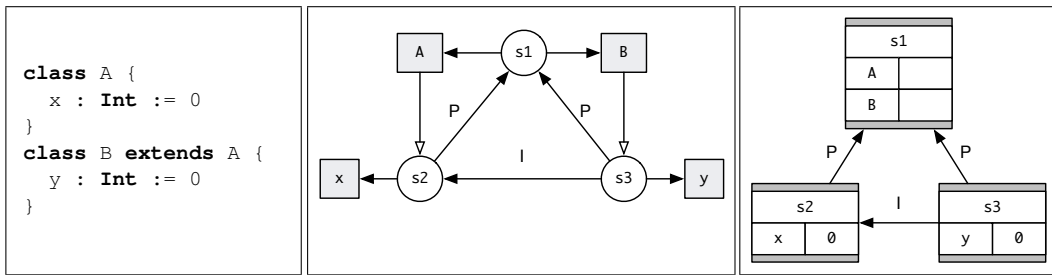 class A {
x : Int := 0
}
class B extends A {
y : Int := 0
}
A
s1
B
P
P
I
x
s2
s3
y
s1
A
B
P
P
I
s2
x
0
s3
y
0